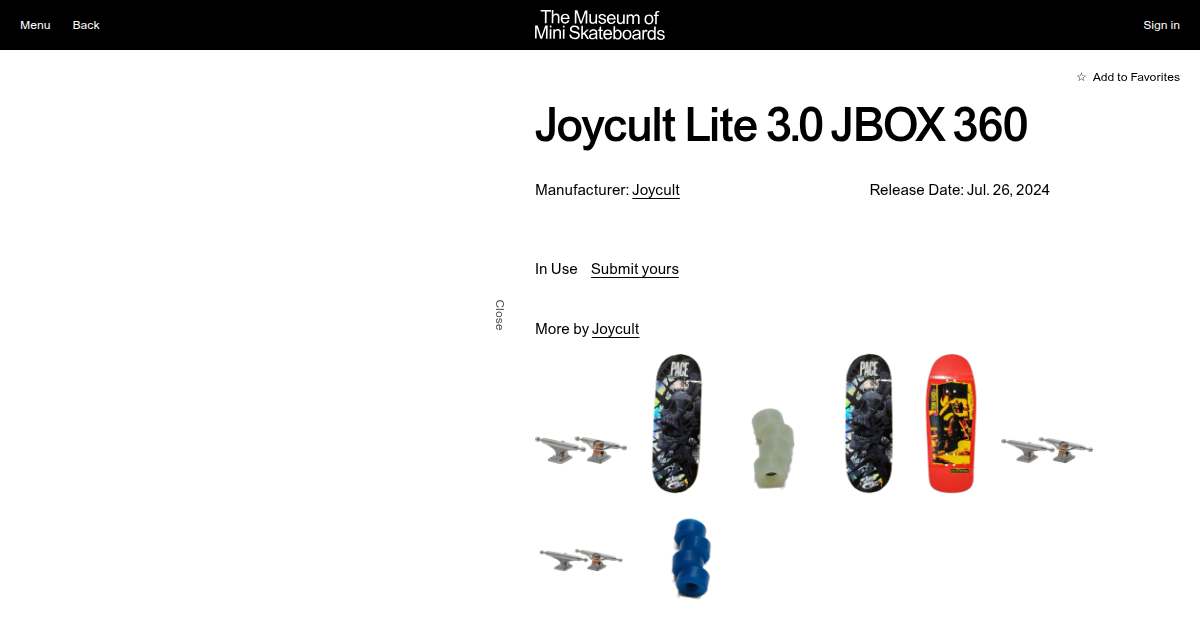 Menu
Back
The Museum of
Mini Skateboards
Sign in
☆ Add to Favorites
Joycult Lite 3.0 JBOX 360
Manufacturer: Joycult
Release Date: Jul. 26, 2024
In Use Submit yours
Close
More by Joycult
PACE
PACE